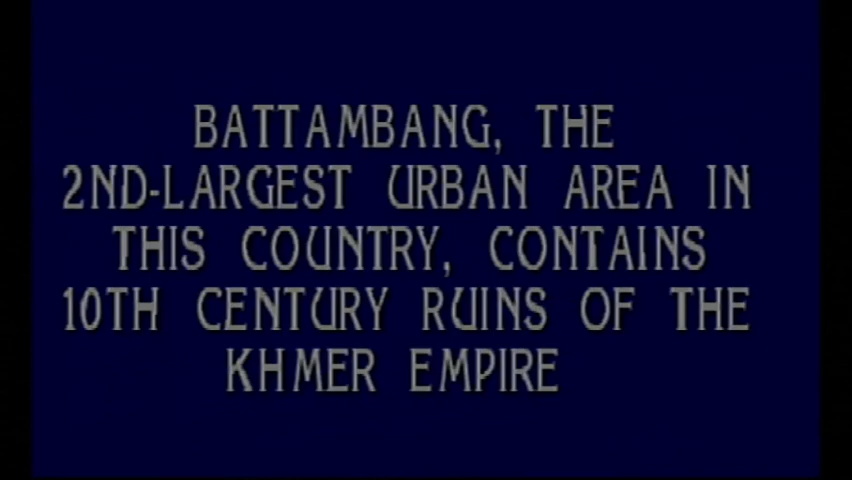 BATTAMBANG, THE
2ND-LARGEST URBAN AREA IN
THIS COUNTRY, CONTAINS
10TH CENTURY RUINS OF THE
KHMER EMPIRE